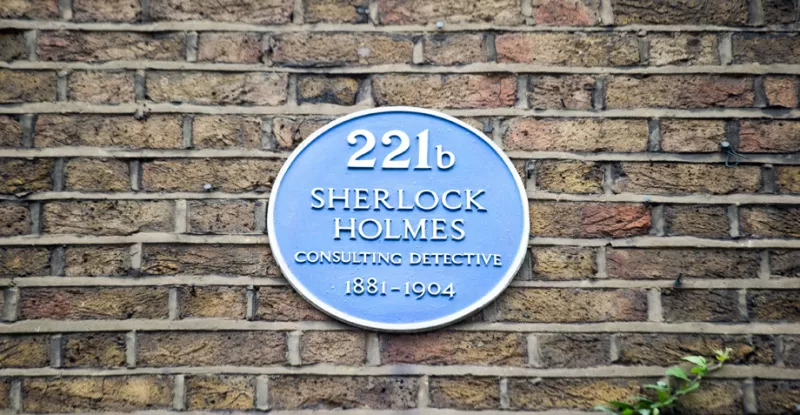 221b
SHERLOCK
HOLMES
CONSULTING DETECTIVE
1881-1904